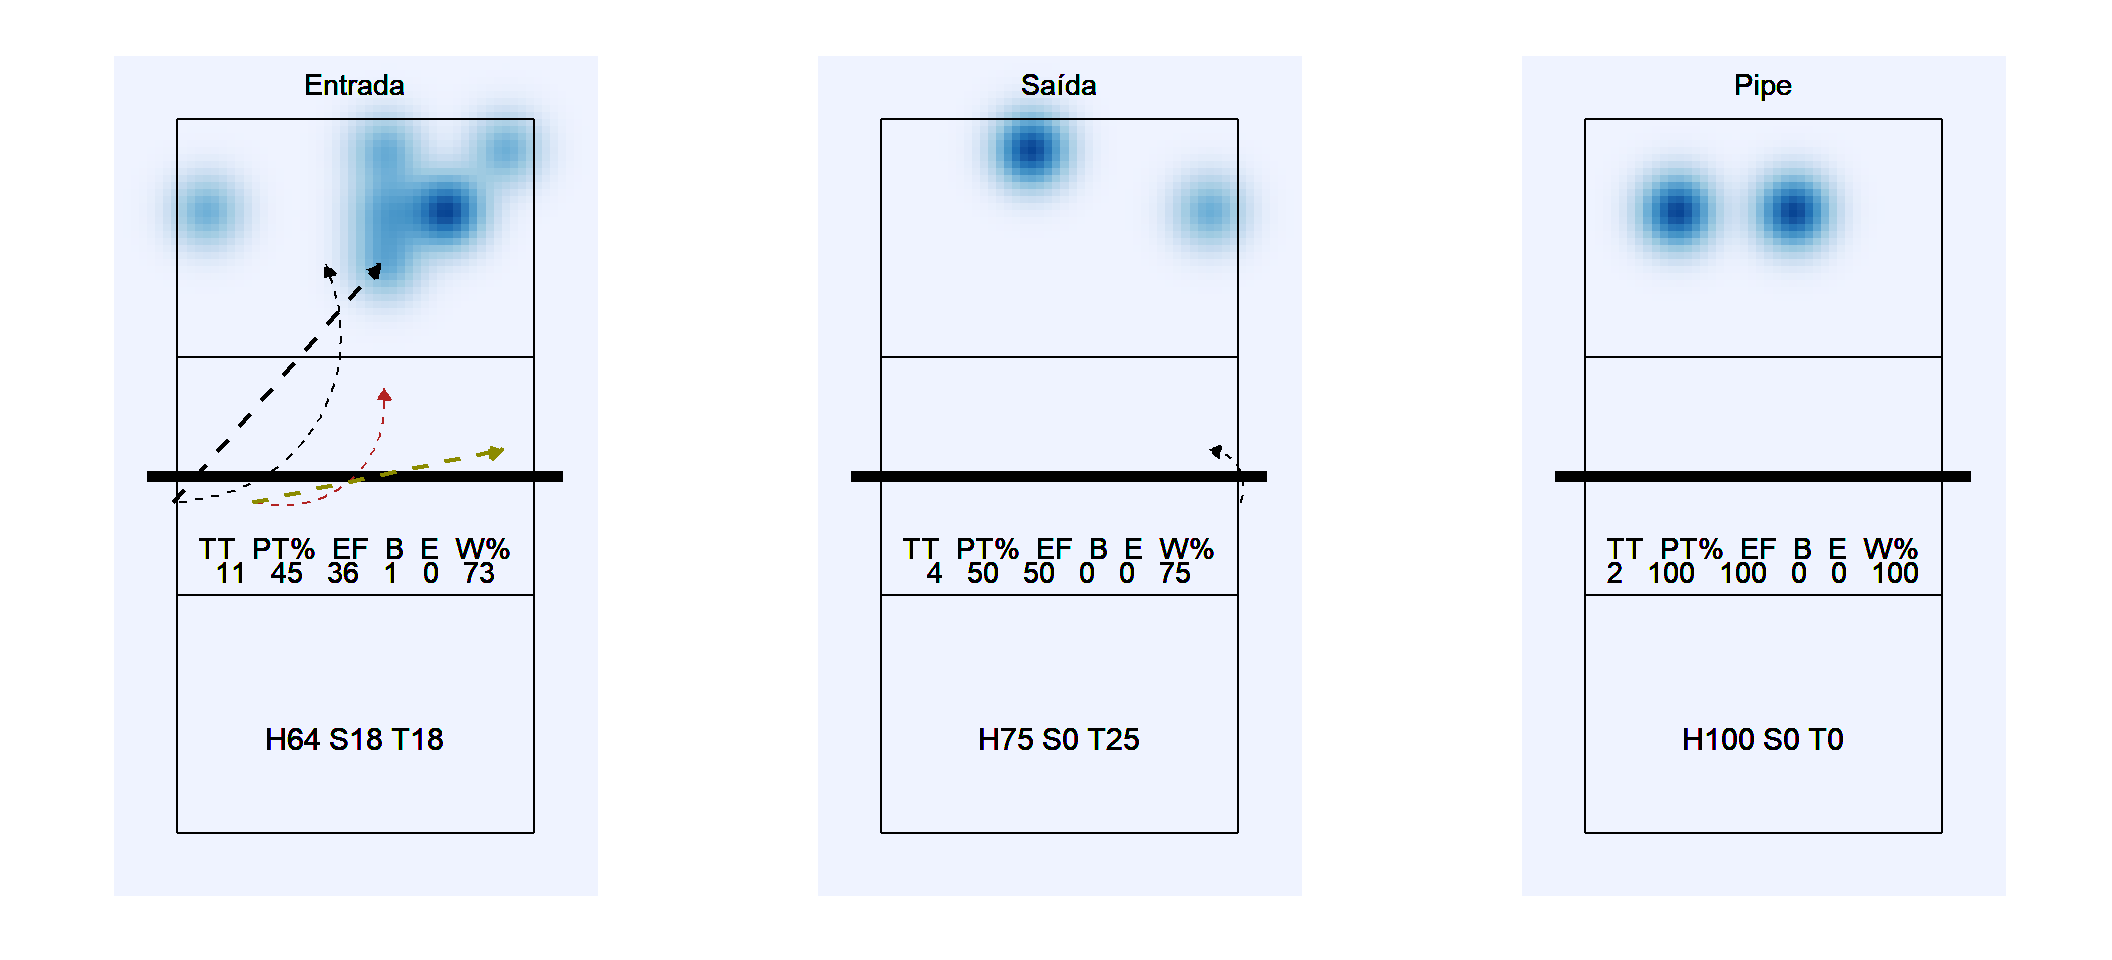 Entrada
TT PT% EF B E W%
11 45 36 1 0 73
H64 S18 T18
Saída
TT PT% EF B E W%
4 50 50 0 0 75
H75 S0 T25
Pipe
TT PT% EF B E W%
2 100 100 0 0 100
H100 S0 T0